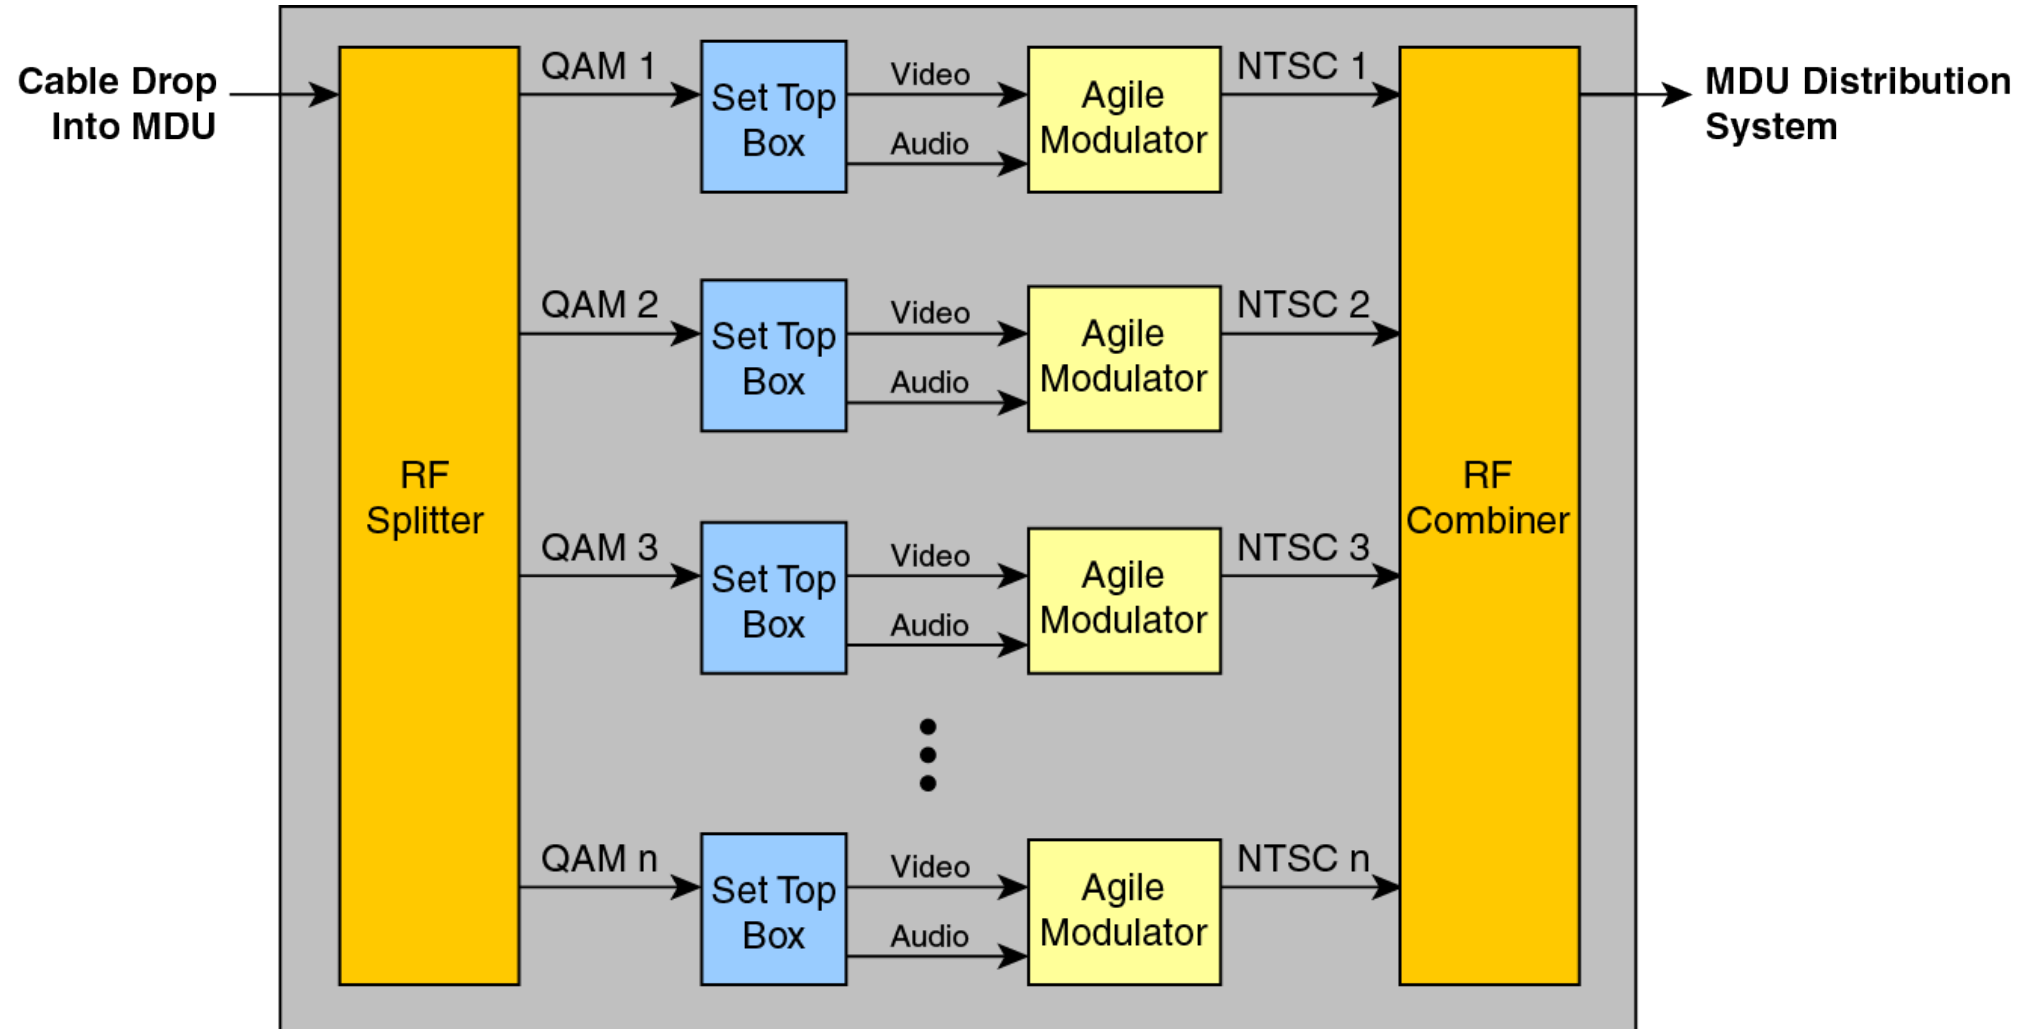 Cable Drop
Into MDU
RF
Splitter
QAM 1
Set Top
Box
Video
Audio
Agile
Modulator
NTSC 1
QAM 2
Set Top
Box
Video
Audio
Agile
Modulator
NTSC 2
QAM 3
Set Top
Box
Video
Audio
Agile
Modulator
NTSC 3
QAM n
Set Top
Box
Video
Audio
Agile
Modulator
NTSC n
RF
Combiner
MDU Distribution
System